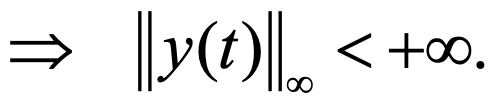 ⇒ ‖y(t)‖∞ < +∞.